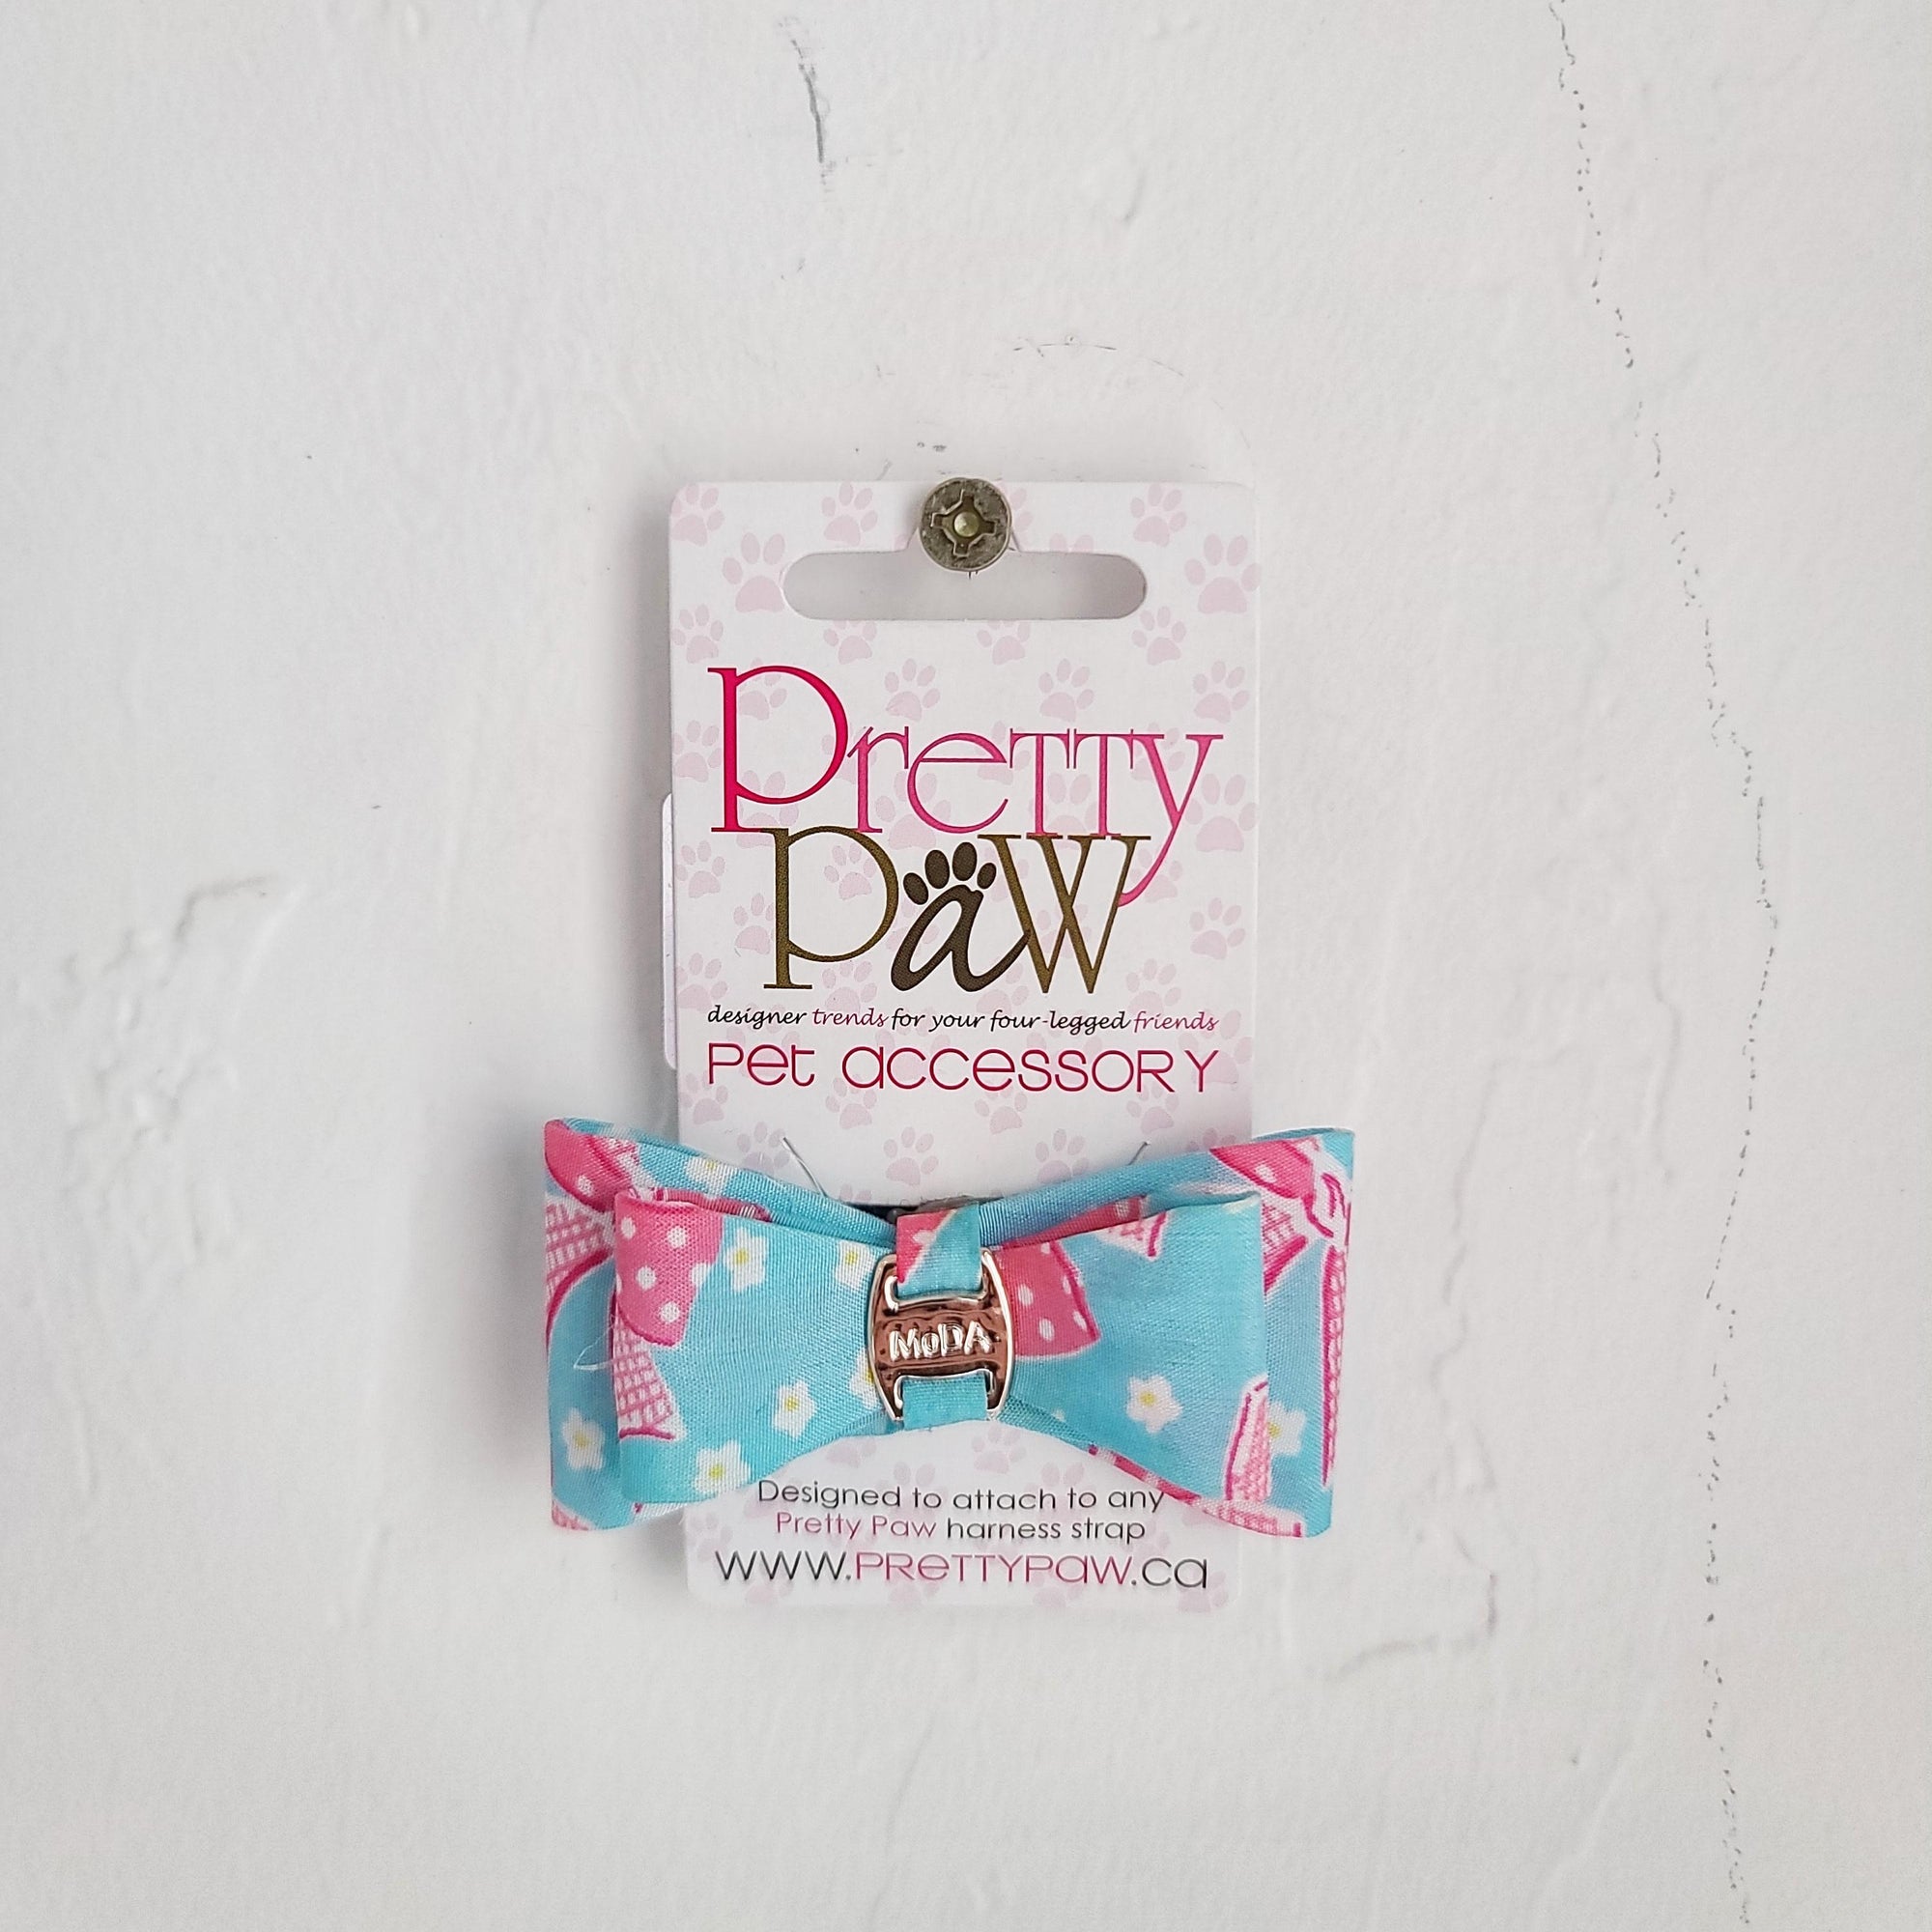 Pretty
Paw
designer trends for your four-legged friends
Pet Accessory
MODA
Designed to attach to any
Pretty Paw harness strap
www.PRETTYPAW.ca